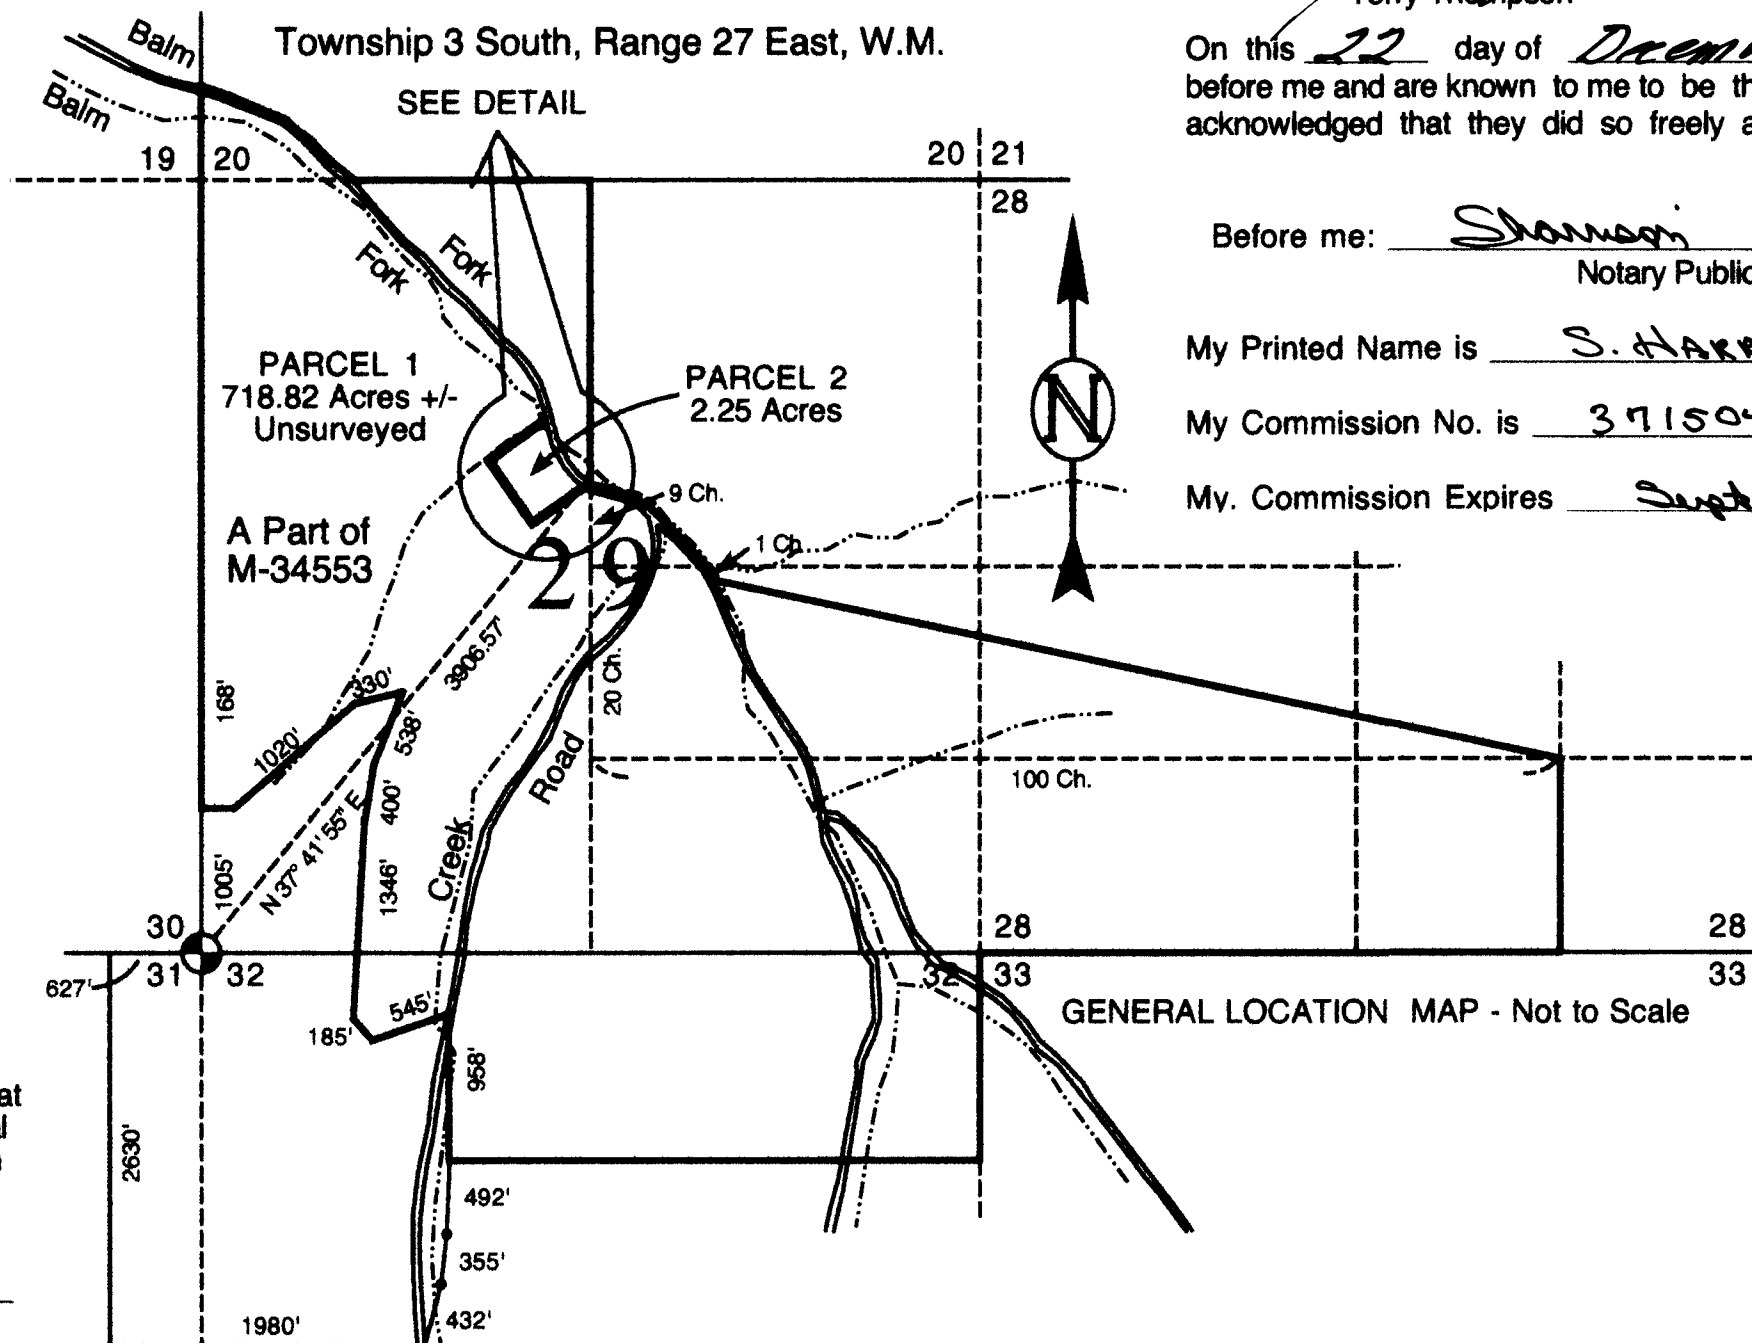 Township 3 South, Range 27 East, W.M.
SEE DETAIL
Balm
Balm
19 20
20 21
28
Fork
Fork
PARCEL 1
718.82 Acres +/-
Unsurveyed
PARCEL 2
2.25 Acres
9 Ch.
1 Ch.
A Part of
M-34553
29
3906.57'
20 Ch.
168'
330'
1020'
538'
Road
100 Ch.
400'
N 37° 41' 55" E
1005'
1346'
Creek
30
31 32
28
32 33
28
33
627'
545'
185'
958'
GENERAL LOCATION MAP - Not to Scale
2630'
492'
355'
432'
1980'
On this 22 day of
before me and are known to me to be
acknowledged that they did so freely
Before me:
Notary Public
My Printed Name is S.
My Commission No. is 37150
My. Commission Expires
at